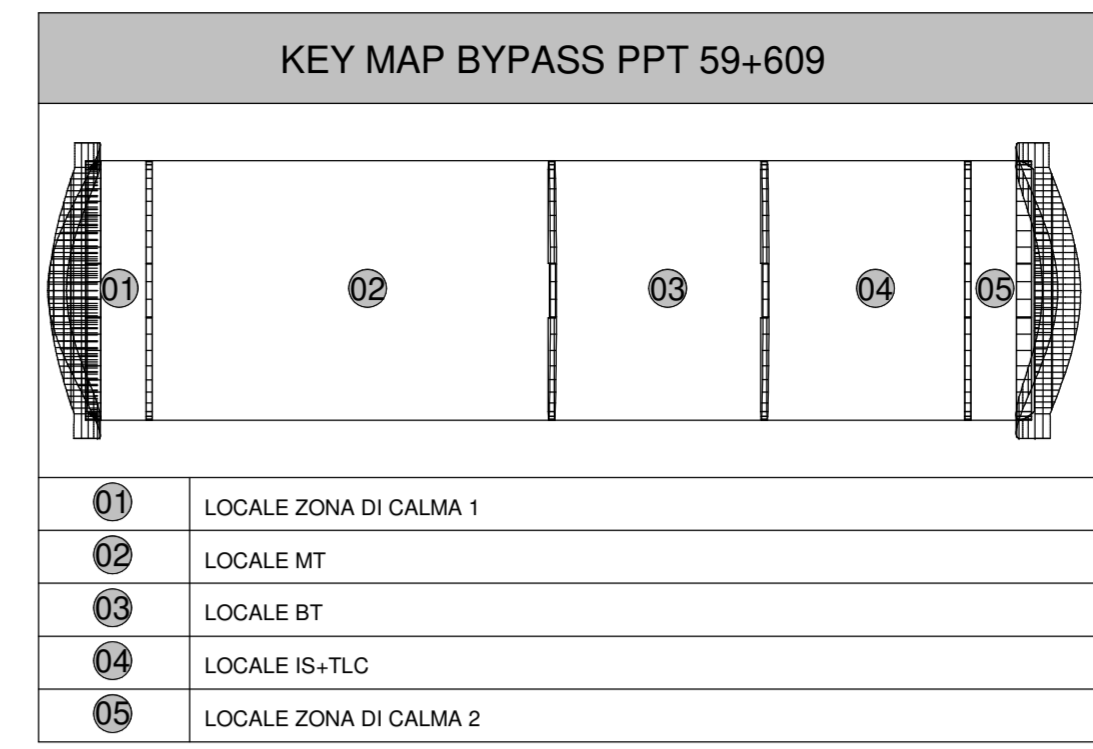 KEY MAP BYPASS PPT 59+609
01 02 03 04 05
01 LOCALE ZONA DI CALMA 1
02 LOCALE MT
03 LOCALE BT
04 LOCALE IS+TLC
05 LOCALE ZONA DI CALMA 2